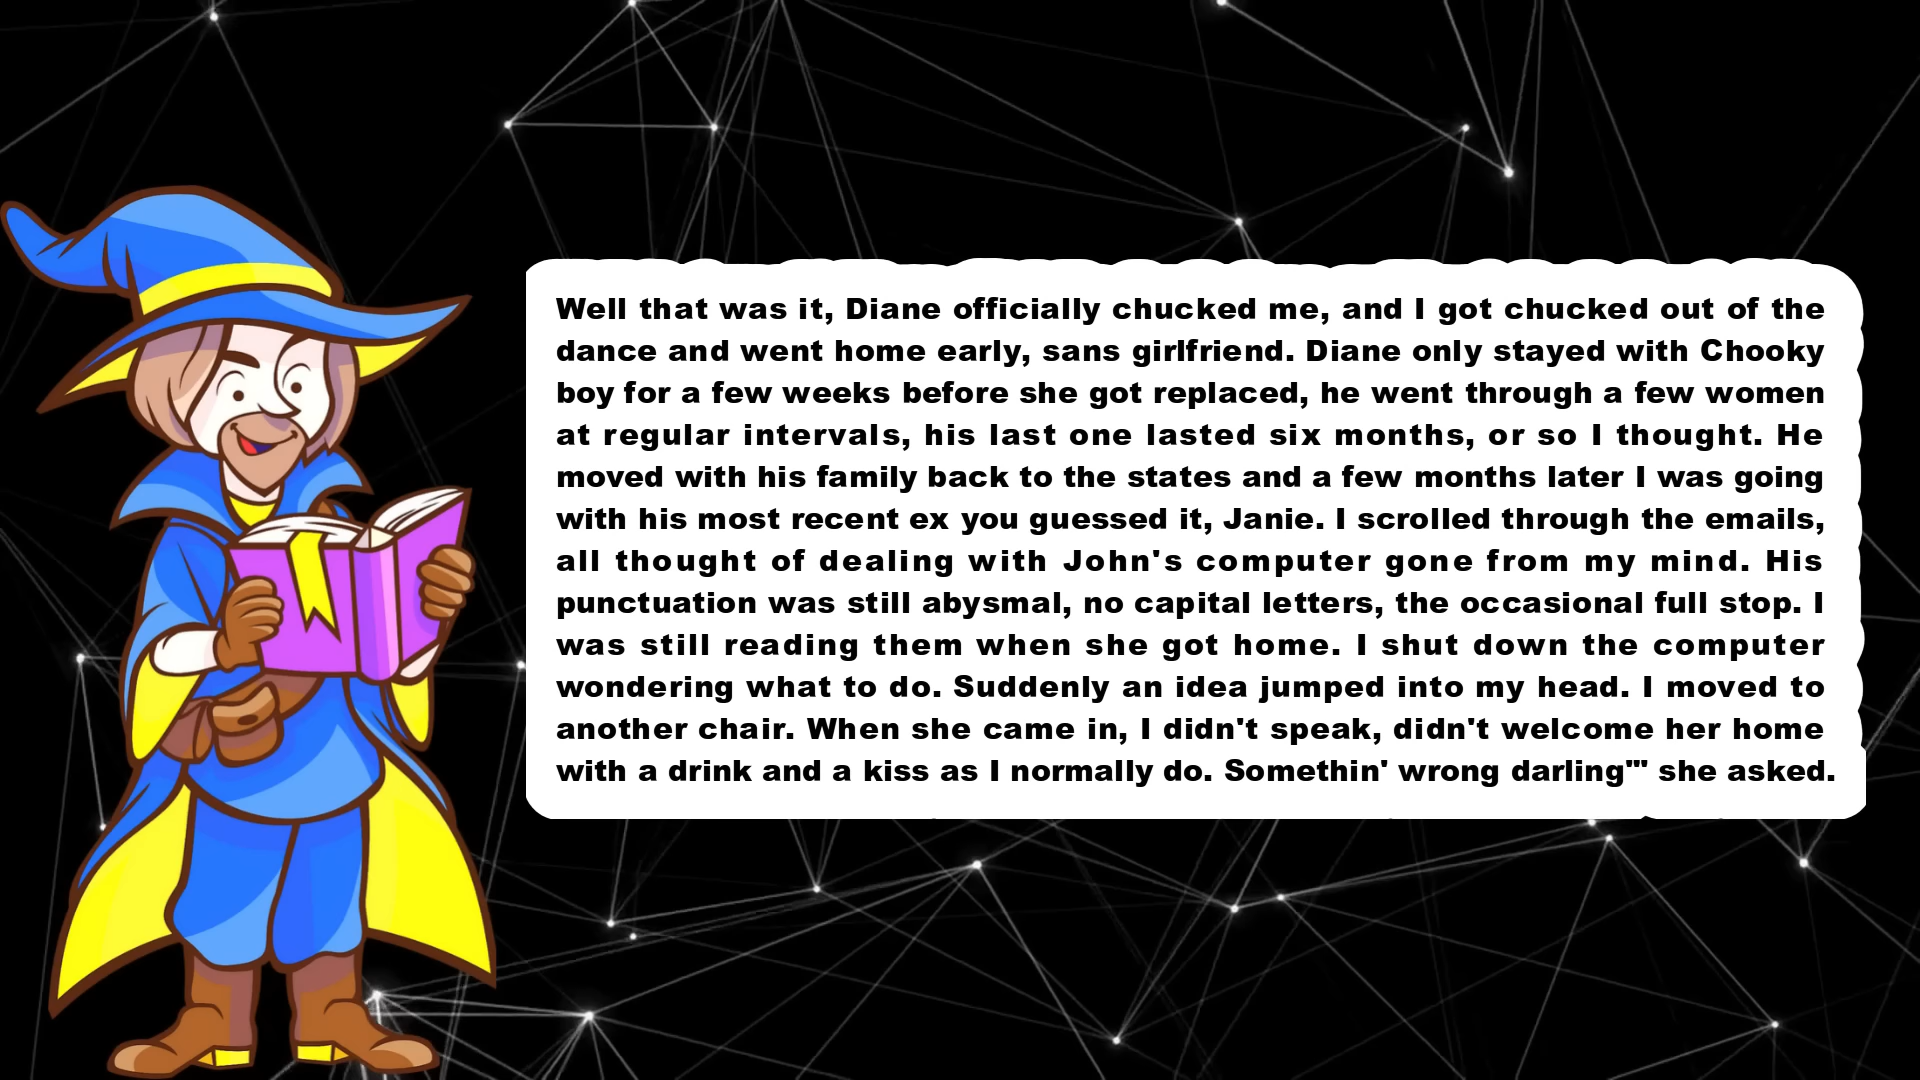 Well that was it, Diane officially chucked me, and I got chucked out of the
dance and went home early, sans girlfriend. Diane only stayed with Chooky
boy for a few weeks before she got replaced, he went through a few women
at regular intervals, his last one lasted six months, or so I thought. He
moved with his family back to the states and a few months later I was going
with his most recent ex you guessed it, Janie. I scrolled through the emails,
all thought of dealing with John's computer gone from my mind. His
punctuation was still abysmal, no capital letters, the occasional full stop. I
was still reading them when she got home. I shut down the computer
wondering what to do. Suddenly an idea jumped into my head. I moved to
another chair. When she came in, I didn't speak, didn't welcome her home
with a drink and a kiss as I normally do. Somethin' wrong darling'" she asked.